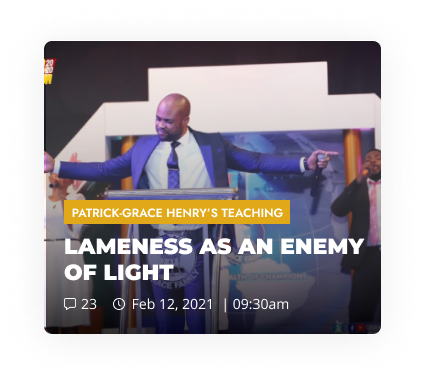 PATRICK-GRACE HENRY'S TEACHING
LAMENESS AS AN ENEMY
OF LIGHT
23 Feb 12, 2021 | 09:30am